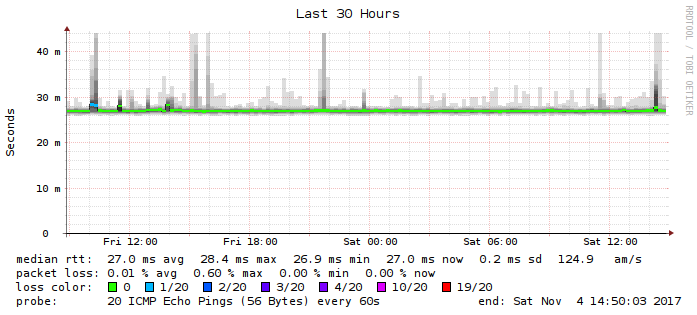 Last 30 Hours
RRDTOOL / TOBI OETIKER
Seconds
40 m
30 m
20 m
10 m
0
Fri 12:00 Fri 18:00 Sat 00:00 Sat 06:00 Sat 12:00
median rtt: 27.0 ms avg 28.4 ms max 26.9 ms min 27.0 ms now 0.2 ms sd 124.9 am/s
packet loss: 0.01 % avg 0.60 % max 0.00 % min 0.00 % now
loss color: 0 1/20 2/20 3/20 4/20 10/20 19/20
probe: 20 ICMP Echo Pings (56 Bytes) every 60s end: Sat Nov 4 14:50:03 2017